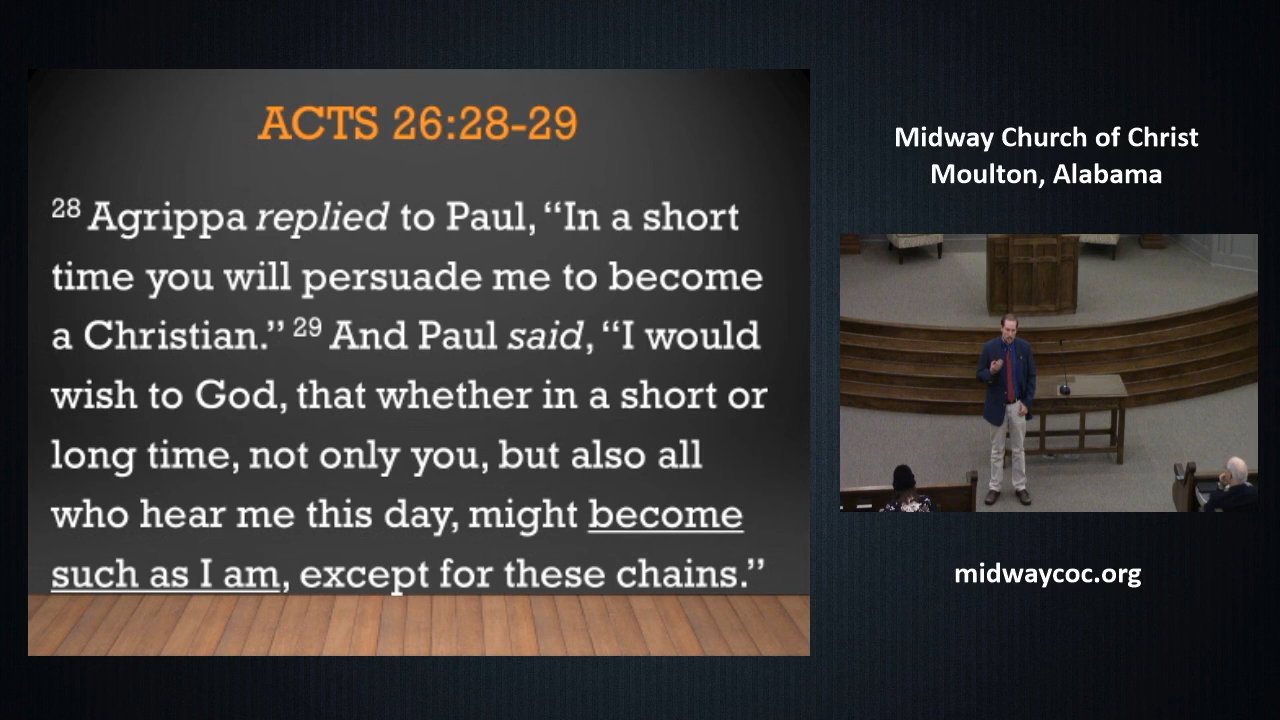 ACTS 26:28-29
28 Agrippa replied to Paul, “In a short
time you will persuade me to become
a Christian.” 29 And Paul said, “I would
wish to God, that whether in a short or
long time, not only you, but also all
who hear me this day, might become
such as I am, except for these chains.”
Midway Church of Christ
Moulton, Alabama
midwaycoc.org